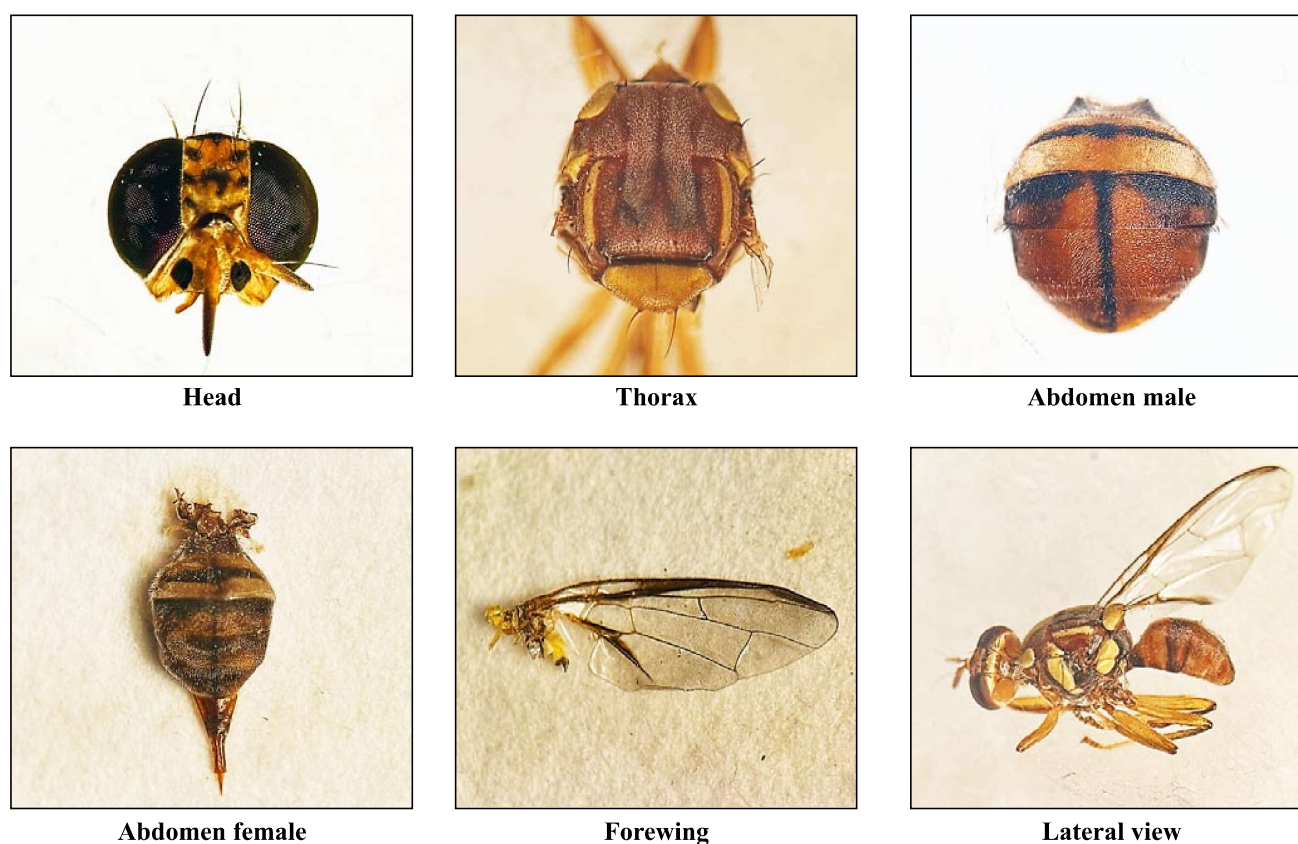 Head
Thorax
Abdomen male
Abdomen female
Forewing
Lateral view